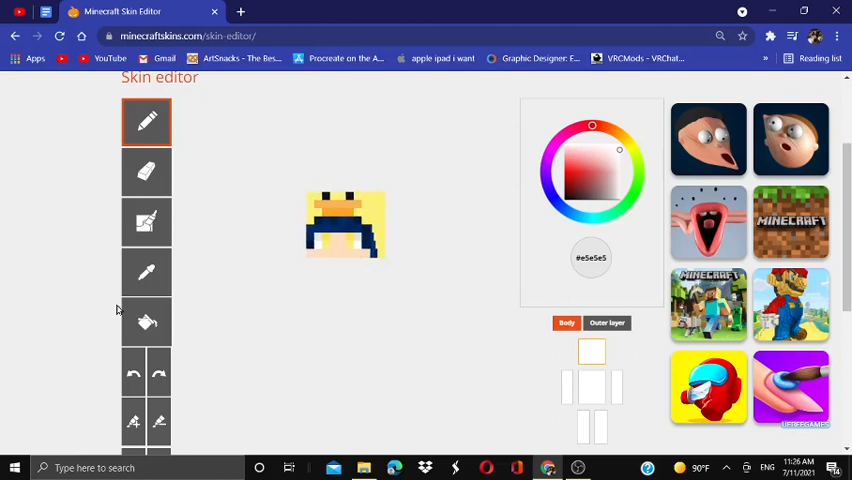 Minecraft Skin Editor
minecraftskins.com/skin-editor/
Apps
YouTube
Gmail
ArtSnacks - The Bes...
Procreate on the A...
apple ipad i want
Graphic Designer: E...
VRCMods - VRChat...
»
Reading list
Skin editor
#e5e5e5
Body
Outer layer
MINECRAFT
MINECRAFT
UFREEGAMES
Type here to search
90°F
ENG
11:26 AM
7/11/2021
14